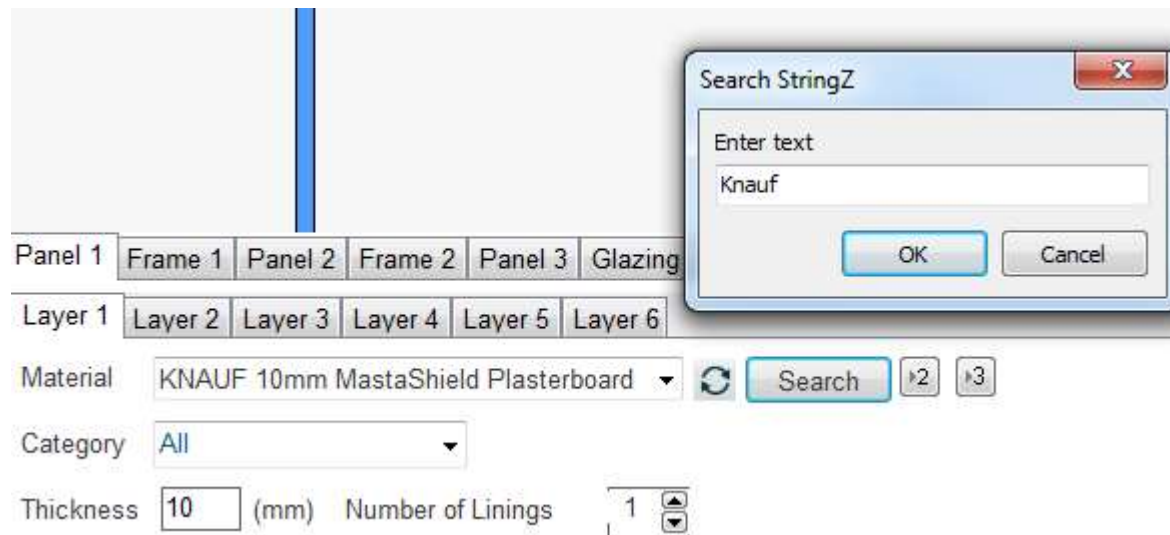 Search StringZ
Enter text
Knauf
OK Cancel
Panel 1 Frame 1 Panel 2 Frame 2 Panel 3 Glazing
Layer 1 Layer 2 Layer 3 Layer 4 Layer 5 Layer 6
Material KNAUF 10mm MastaShield Plasterboard Search 2 3
Category All
Thickness 10 (mm) Number of Linings 1